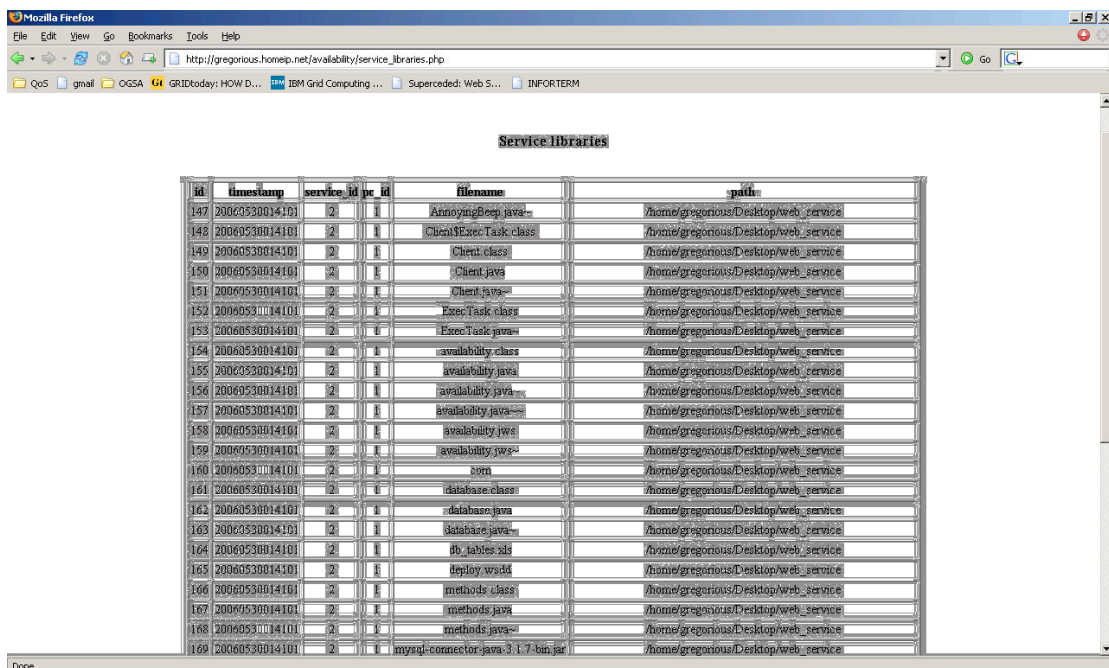 Mozilla Firefox
File Edit View Go Bookmarks Tools Help
http://gregorious.homeip.net/availability/service_libraries.php Go
QoS gmail OGSA GRIDtoday: HOW D... IBM Grid Computing ... Superceded: Web S... INFORTERM
Service libraries
id timestamp service_id pc_id filename path
147 20060530014101 2 1 AnnoyingBeep.java~ /home/gregorious/Desktop/web_service
148 20060530014101 2 1 Client$ExecTask.class /home/gregorious/Desktop/web_service
149 20060530014101 2 1 Client.class /home/gregorious/Desktop/web_service
150 20060530014101 2 1 Client.java /home/gregorious/Desktop/web_service
151 20060530014101 2 1 Client.java~ /home/gregorious/Desktop/web_service
152 20060530014101 2 1 ExecTask.class /home/gregorious/Desktop/web_service
153 20060530014101 2 1 ExecTask.java~ /home/gregorious/Desktop/web_service
154 20060530014101 2 1 availability.class /home/gregorious/Desktop/web_service
155 20060530014101 2 1 availability.java /home/gregorious/Desktop/web_service
156 20060530014101 2 1 availability.java~ /home/gregorious/Desktop/web_service
157 20060530014101 2 1 availability.java~~ /home/gregorious/Desktop/web_service
158 20060530014101 2 1 availability.jws /home/gregorious/Desktop/web_service
159 20060530014101 2 1 availability.jws~ /home/gregorious/Desktop/web_service
160 20060530014101 2 1 com /home/gregorious/Desktop/web_service
161 20060530014101 2 1 database.class /home/gregorious/Desktop/web_service
162 20060530014101 2 1 database.java /home/gregorious/Desktop/web_service
163 20060530014101 2 1 database.java~ /home/gregorious/Desktop/web_service
164 20060530014101 2 1 db_tables.xls /home/gregorious/Desktop/web_service
165 20060530014101 2 1 deploy.wsdd /home/gregorious/Desktop/web_service
166 20060530014101 2 1 methods.class /home/gregorious/Desktop/web_service
167 20060530014101 2 1 methods.java /home/gregorious/Desktop/web_service
168 20060530014101 2 1 methods.java~ /home/gregorious/Desktop/web_service
169 20060530014101 2 1 mysql-connector-java-3.1.7-bin.jar /home/gregorious/Desktop/web_service
Done